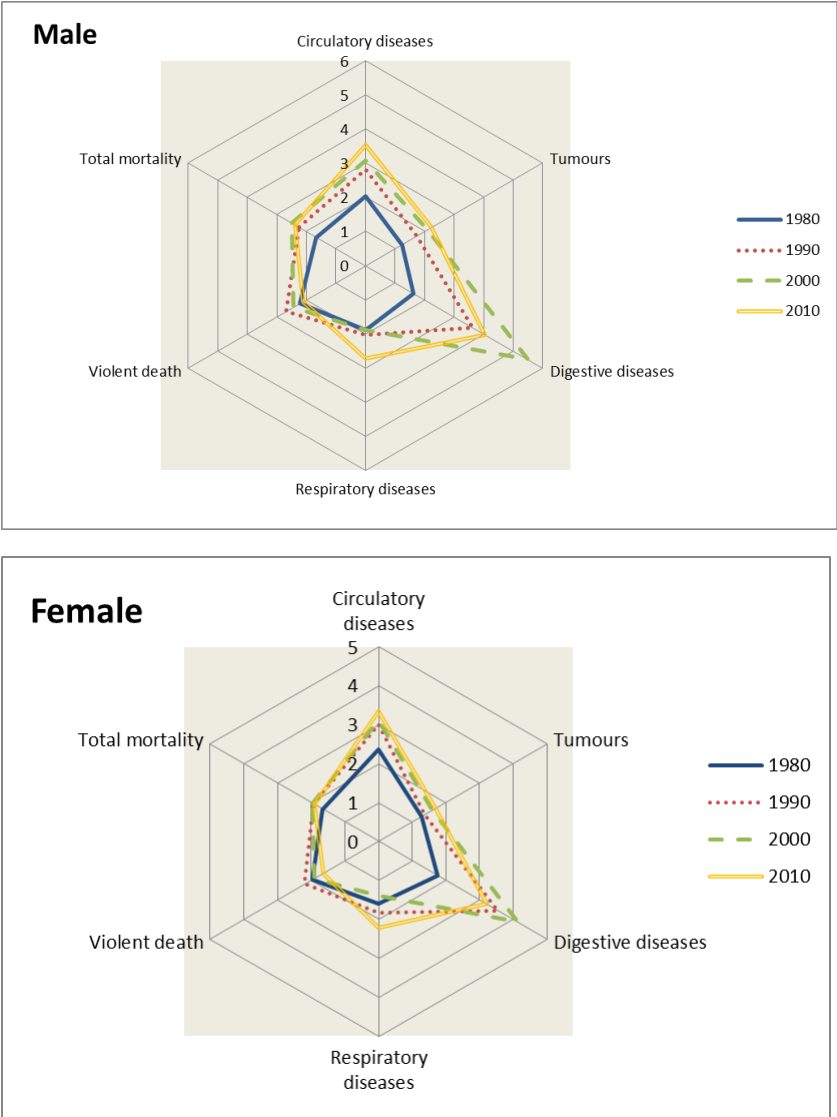 Male
Circulatory diseases
6
5
4
3
2
1
0
Total mortality
Tumours
Violent death
Digestive diseases
Respiratory diseases
1980
1990
2000
2010
Female
Circulatory
diseases
5
4
3
2
1
0
Total mortality
Tumours
Violent death
Digestive diseases
Respiratory
diseases
1980
1990
2000
2010